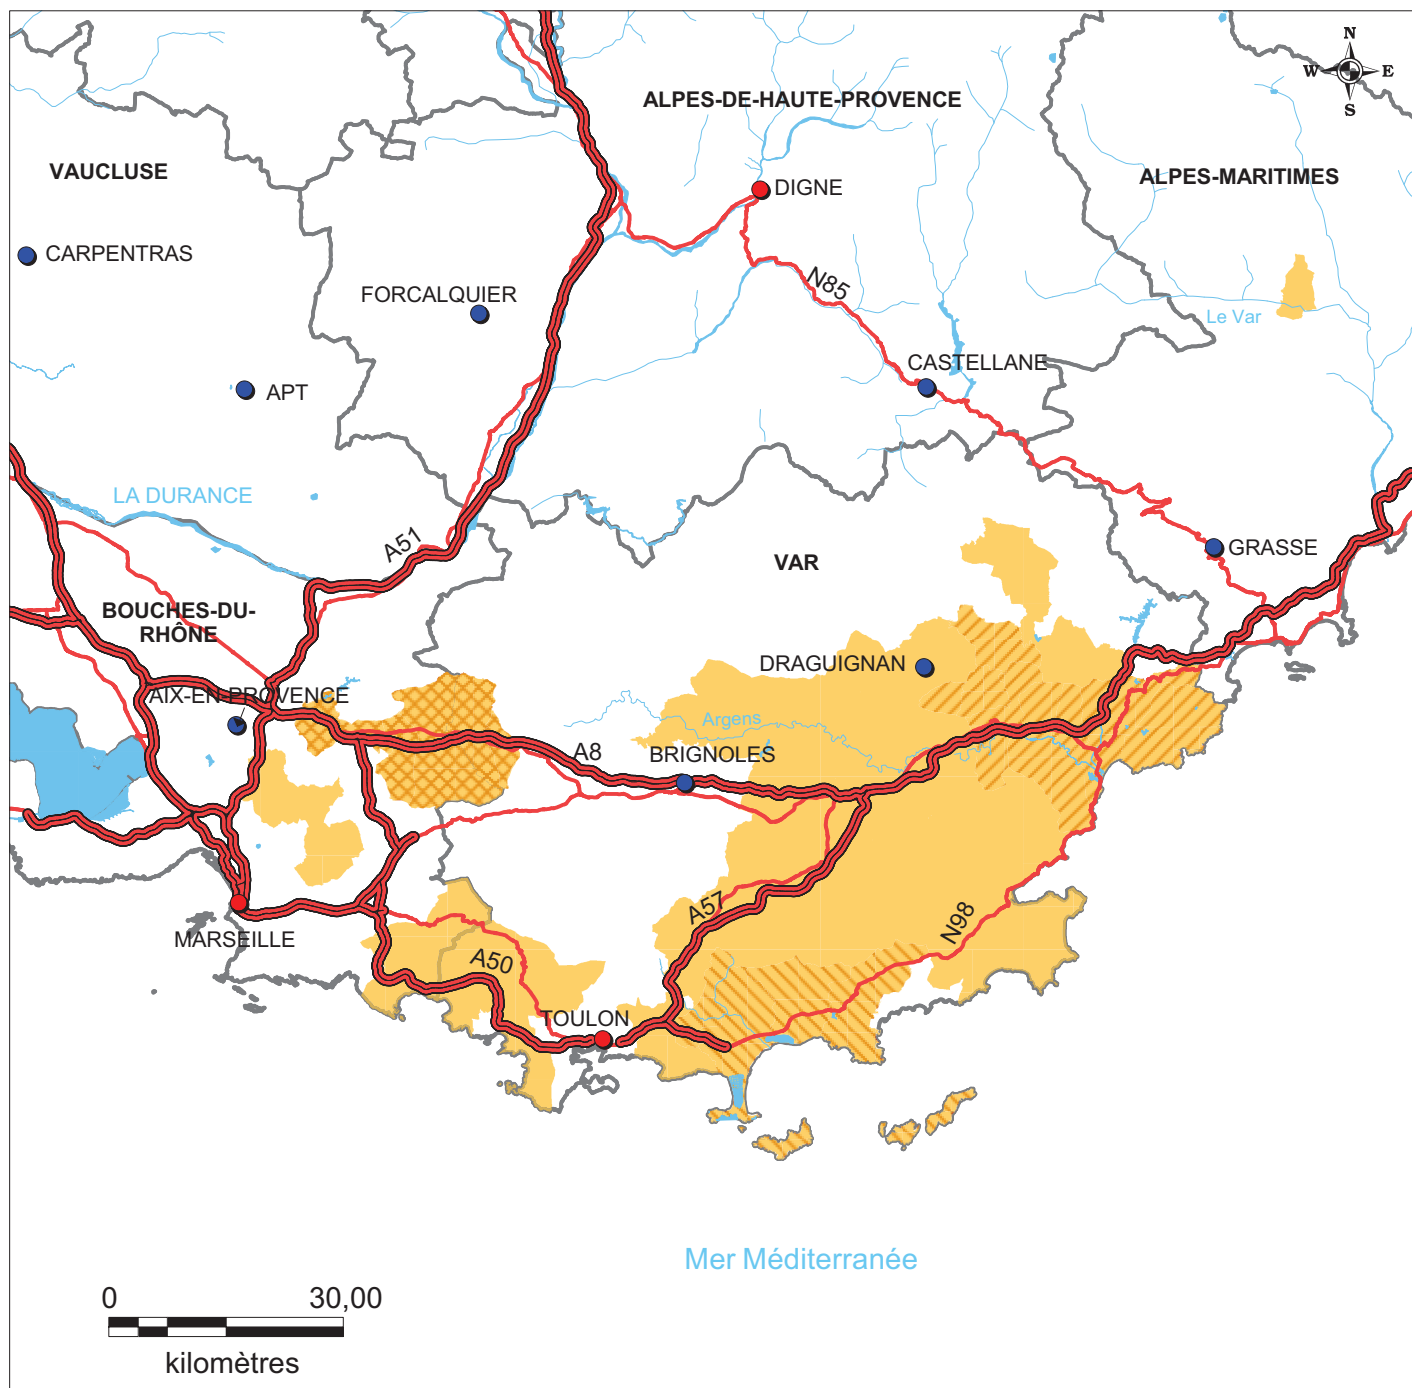 N
W E
S
ALPES-DE-HAUTE-PROVENCE
VAUCLUSE
ALPES-MARITIMES
DIGNE
CARPENTRAS
FORCALQUIER
N85
Le Var
CASTELLANE
APT
LA DURANCE
A51
VAR
GRASSE
BOUCHES-DU-
RHÔNE
DRAGUIGNAN
AIX-EN-PROVENCE
Argens
A8
BRIGNOLES
A57
N98
MARSEILLE
A50
TOULON
Mer Méditerranée
0 30,00
kilomètres